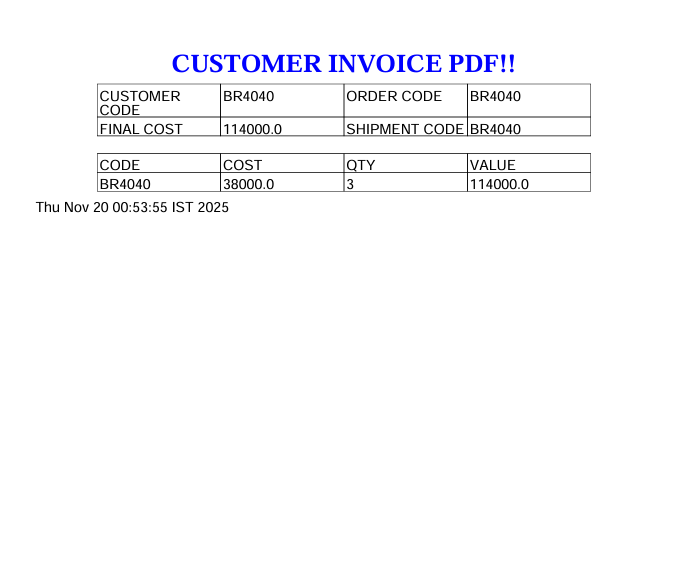 CUSTOMER INVOICE PDF!!
CUSTOMER CODE BR4040 ORDER CODE BR4040
FINAL COST 114000.0 SHIPMENT CODE BR4040
CODE COST QTY VALUE
BR4040 38000.0 3 114000.0
Thu Nov 20 00:53:55 IST 2025